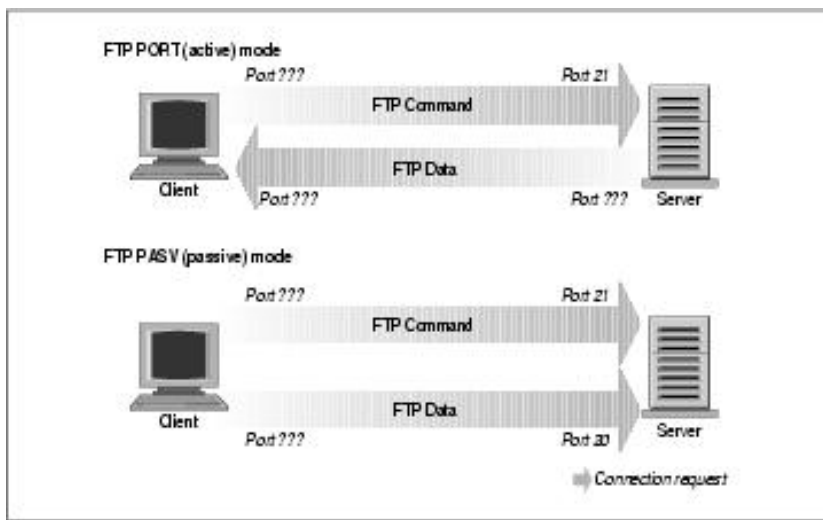 FTP PORT (active) mode
Port ???
Port 21
FTP Command
FTP Data
Client
Port ???
Port ???
Server
FTP PASV (passive) mode
Port ???
Port 21
FTP Command
FTP Data
Client
Server
Port ???
Port 20
Connection request